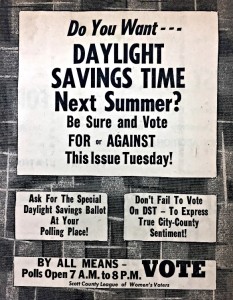 Do You Want ---
DAYLIGHT
SAVINGS TIME
Next Summer?
Be Sure and Vote
FOR or AGAINST
This Issue Tuesday!
Ask For The Special
Daylight Savings Ballot
At Your
Polling Place!
Don't Fail To Vote
On DST – To Express
True City-County
Sentiment!
BY ALL MEANS –
Polls Open 7 A.M. to 8 P.M.
VOTE
Scott County League of Women's Voters